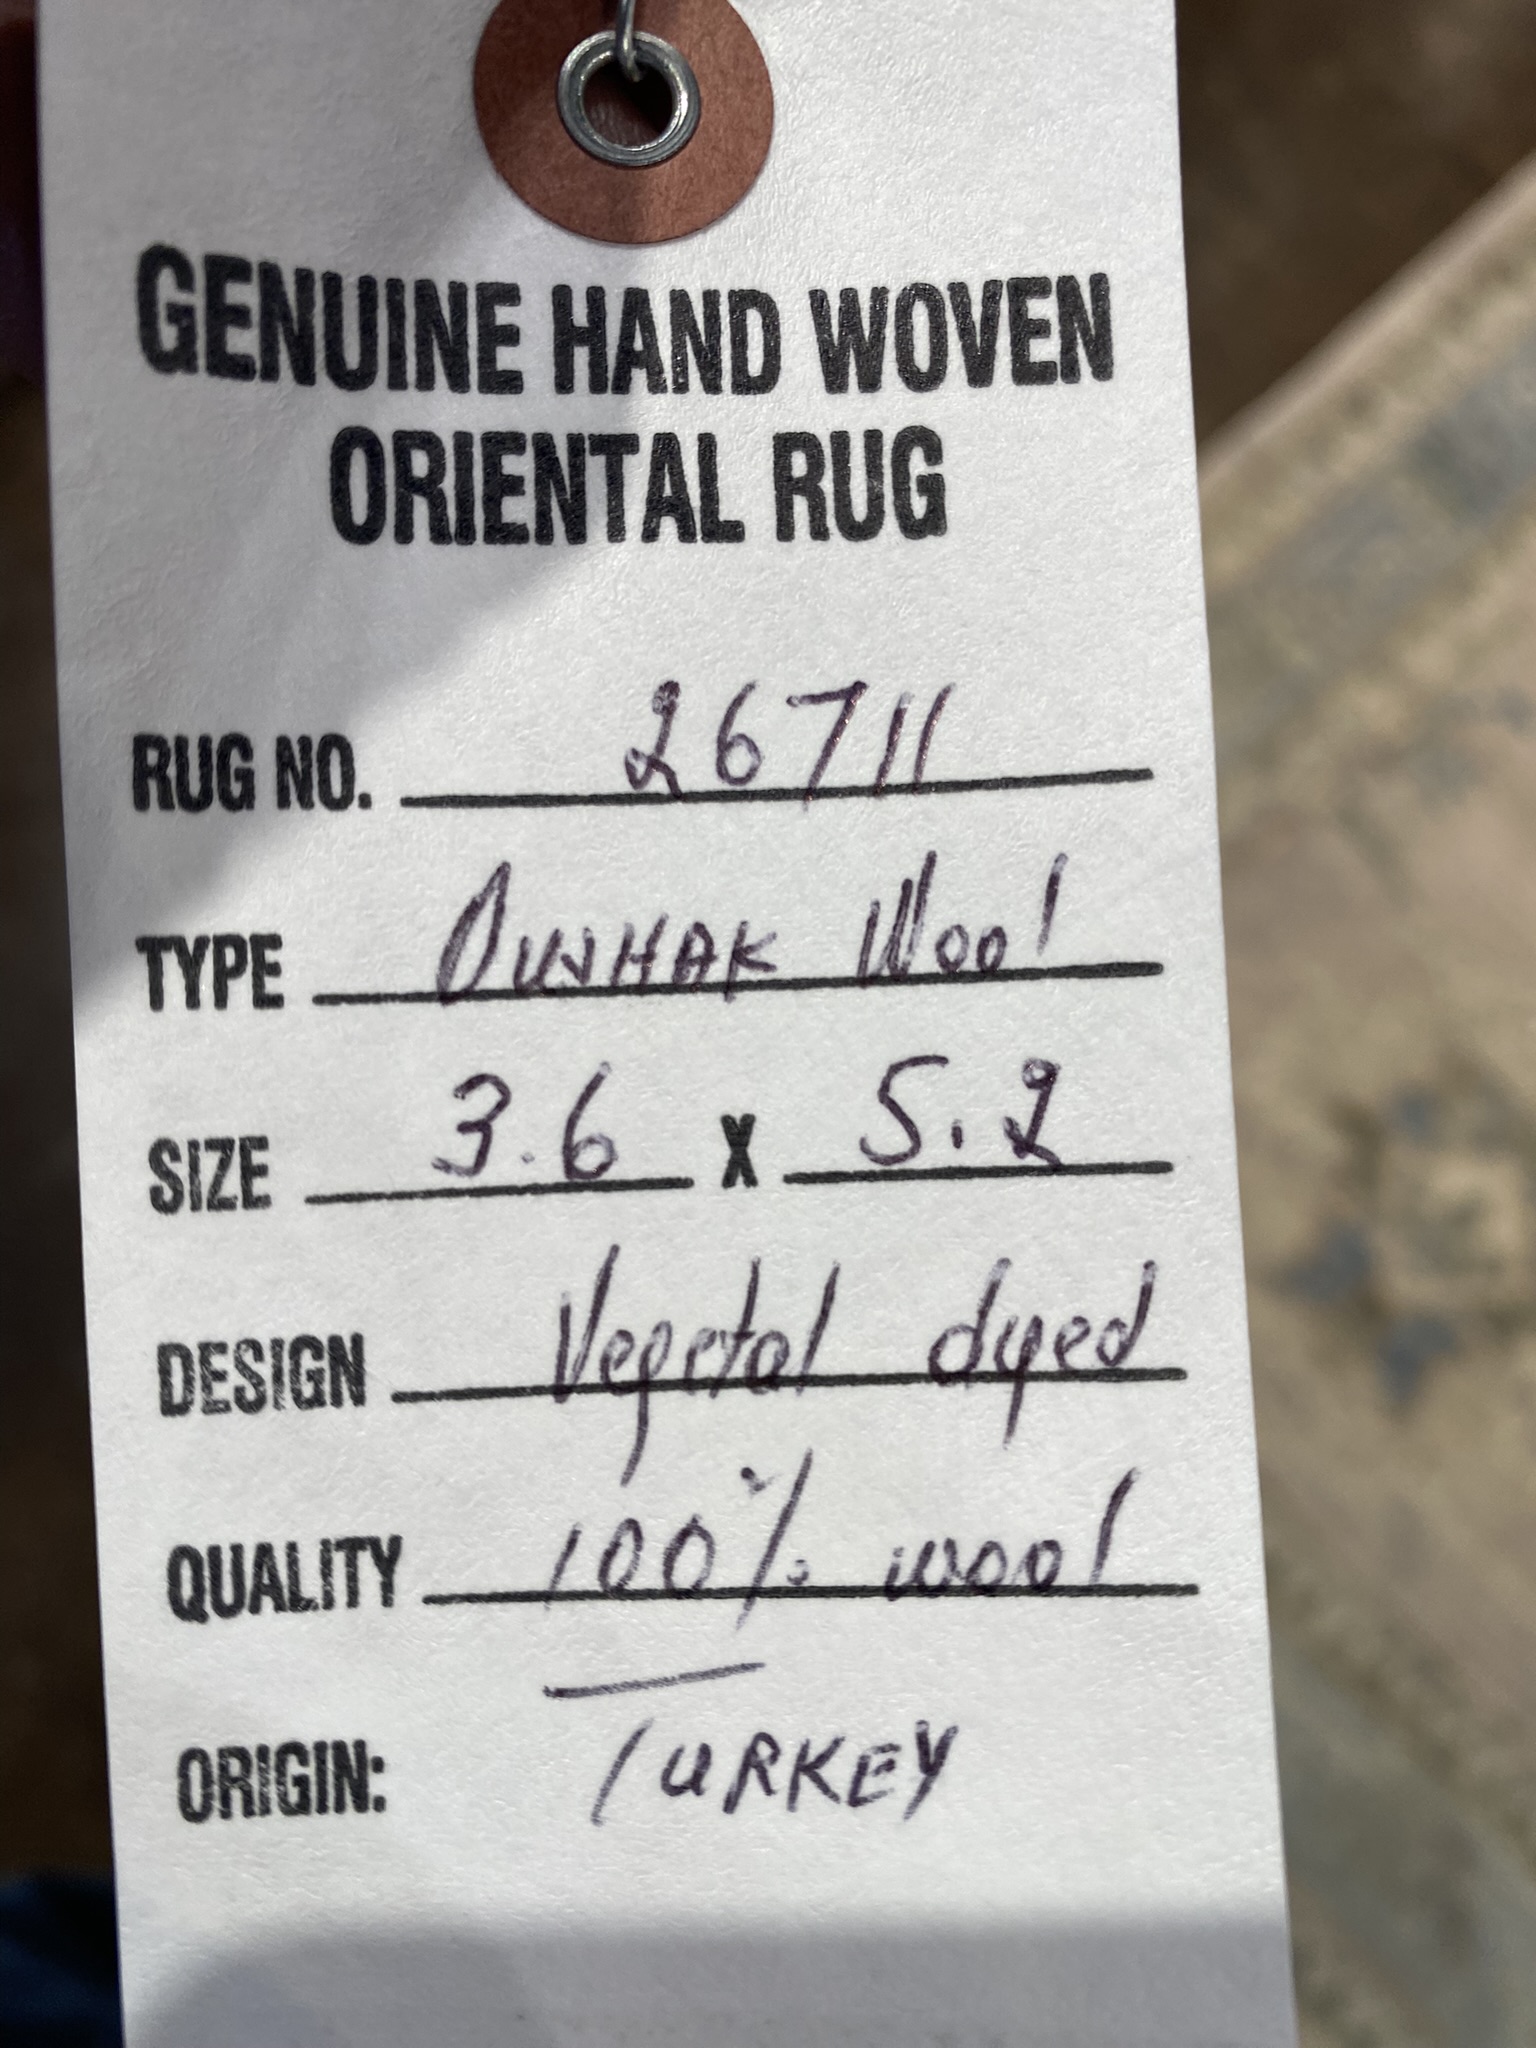 GENUINE HAND WOVEN
ORIENTAL RUG
RUG NO. 26711
TYPE OUSHAK Wool
SIZE 3.6 X 5.2
DESIGN Vegetal dyed
QUALITY 100% wool
ORIGIN: TURKEY